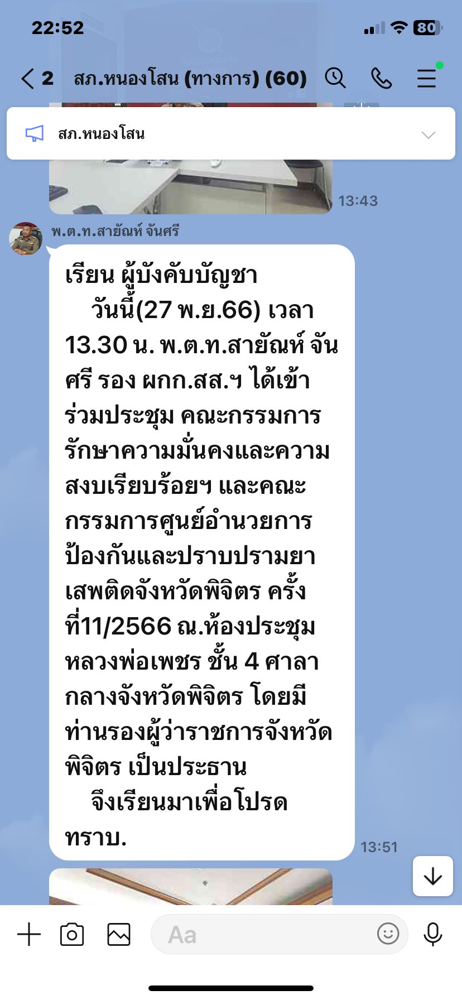 22:52
80
2 สภ.หนองโสน (ทางการ) (60)
สภ.หนองโสน
13:43
พ.ต.ท.สายัณห์ จันศรี
เรียน ผู้บังคับบัญชา
วันนี้(27 พ.ย.66) เวลา
13.30 น. พ.ต.ท.สายัณห์ จัน
ศรี รอง ผกก.สส.ฯ ได้เข้า
ร่วมประชุม คณะกรรมการ
รักษาความมั่นคงและความ
สงบเรียบร้อยฯ และคณะ
กรรมการศูนย์อำนวยการ
ป้องกันและปราบปรามยา
เสพติดจังหวัดพิจิตร ครั้ง
ที่11/2566 ณ.ห้องประชุม
หลวงพ่อเพชร ชั้น 4 ศาลา
กลางจังหวัดพิจิตร โดยมี
ท่านรองผู้ว่าราชการจังหวัด
พิจิตร เป็นประธาน
จึงเรียนมาเพื่อโปรด
ทราบ.
13:51
Aa